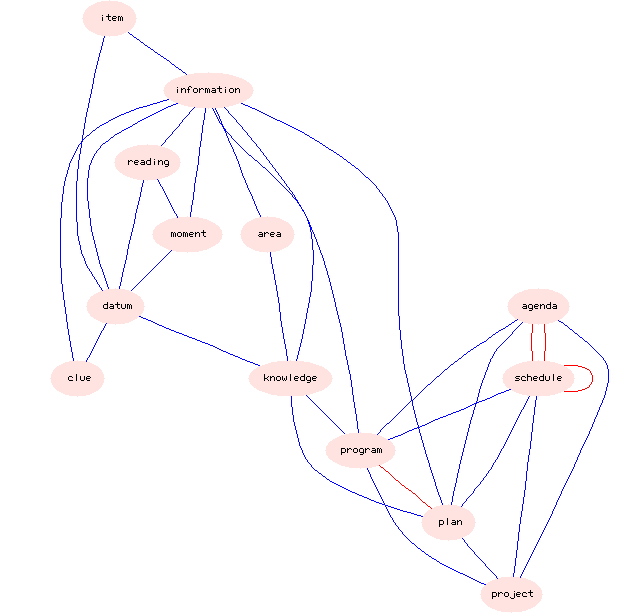 item
information
reading
moment
area
datum
agenda
clue
knowledge
schedule
program
plan
project